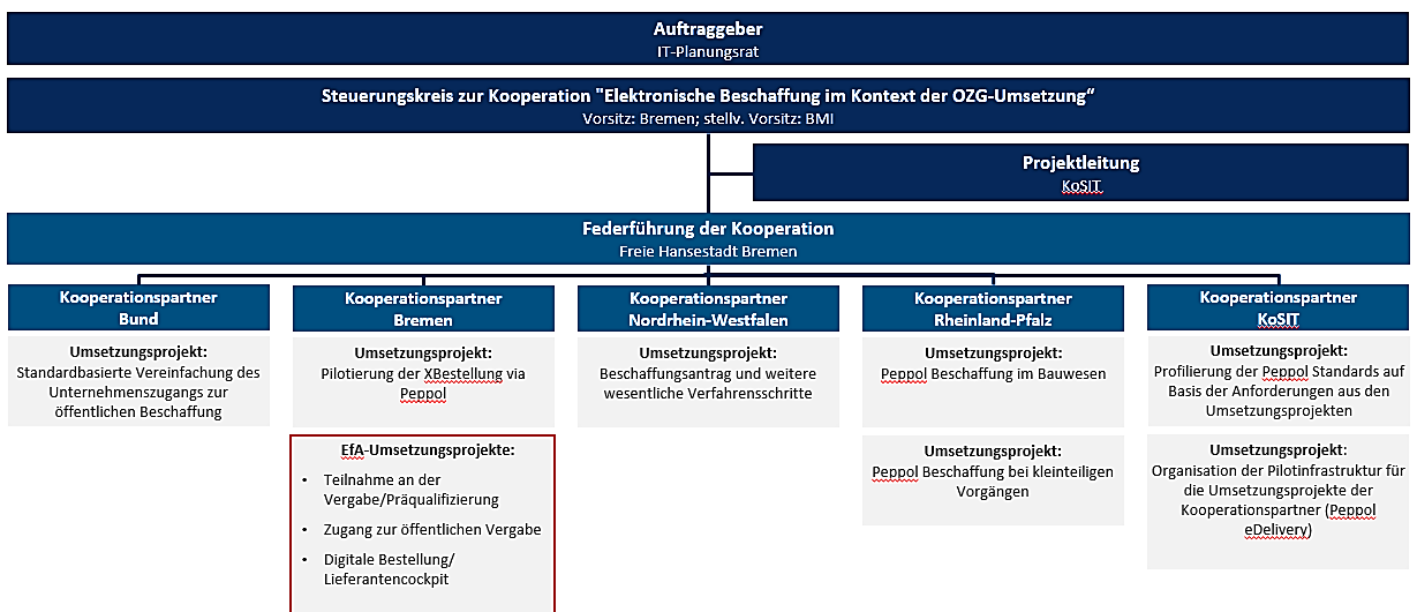 Auftraggeber
IT-Planungsrat
Steuerungskreis zur Kooperation "Elektronische Beschaffung im Kontext der OZG-Umsetzung“
Vorsitz: Bremen; stellv. Vorsitz: BMI
Projektleitung
KoSIT
Federführung der Kooperation
Freie Hansestadt Bremen
Kooperationspartner
Bund
Umsetzungsprojekt:
Standardbasierte Vereinfachung des
Unternehmenszugangs zur
öffentlichen Beschaffung
Kooperationspartner
Bremen
Umsetzungsprojekt:
Pilotierung der XBestellung via
Peppol
EfA-Umsetzungsprojekte:
• Teilnahme an der
Vergabe/Präqualifizierung
• Zugang zur öffentlichen Vergabe
• Digitale Bestellung/
Lieferantencockpit
Kooperationspartner
Nordrhein-Westfalen
Umsetzungsprojekt:
Beschaffungsantrag und weitere
wesentliche Verfahrensschritte
Kooperationspartner
Rheinland-Pfalz
Umsetzungsprojekt:
Peppol Beschaffung im Bauwesen
Umsetzungsprojekt:
Peppol Beschaffung bei kleinteiligen
Vorgängen
Kooperationspartner
KoSIT
Umsetzungsprojekt:
Profilierung der Peppol Standards auf
Basis der Anforderungen aus den
Umsetzungsprojekten
Umsetzungsprojekt:
Organisation der Pilotinfrastruktur für
die Umsetzungsprojekte der
Kooperationspartner (Peppol
eDelivery)